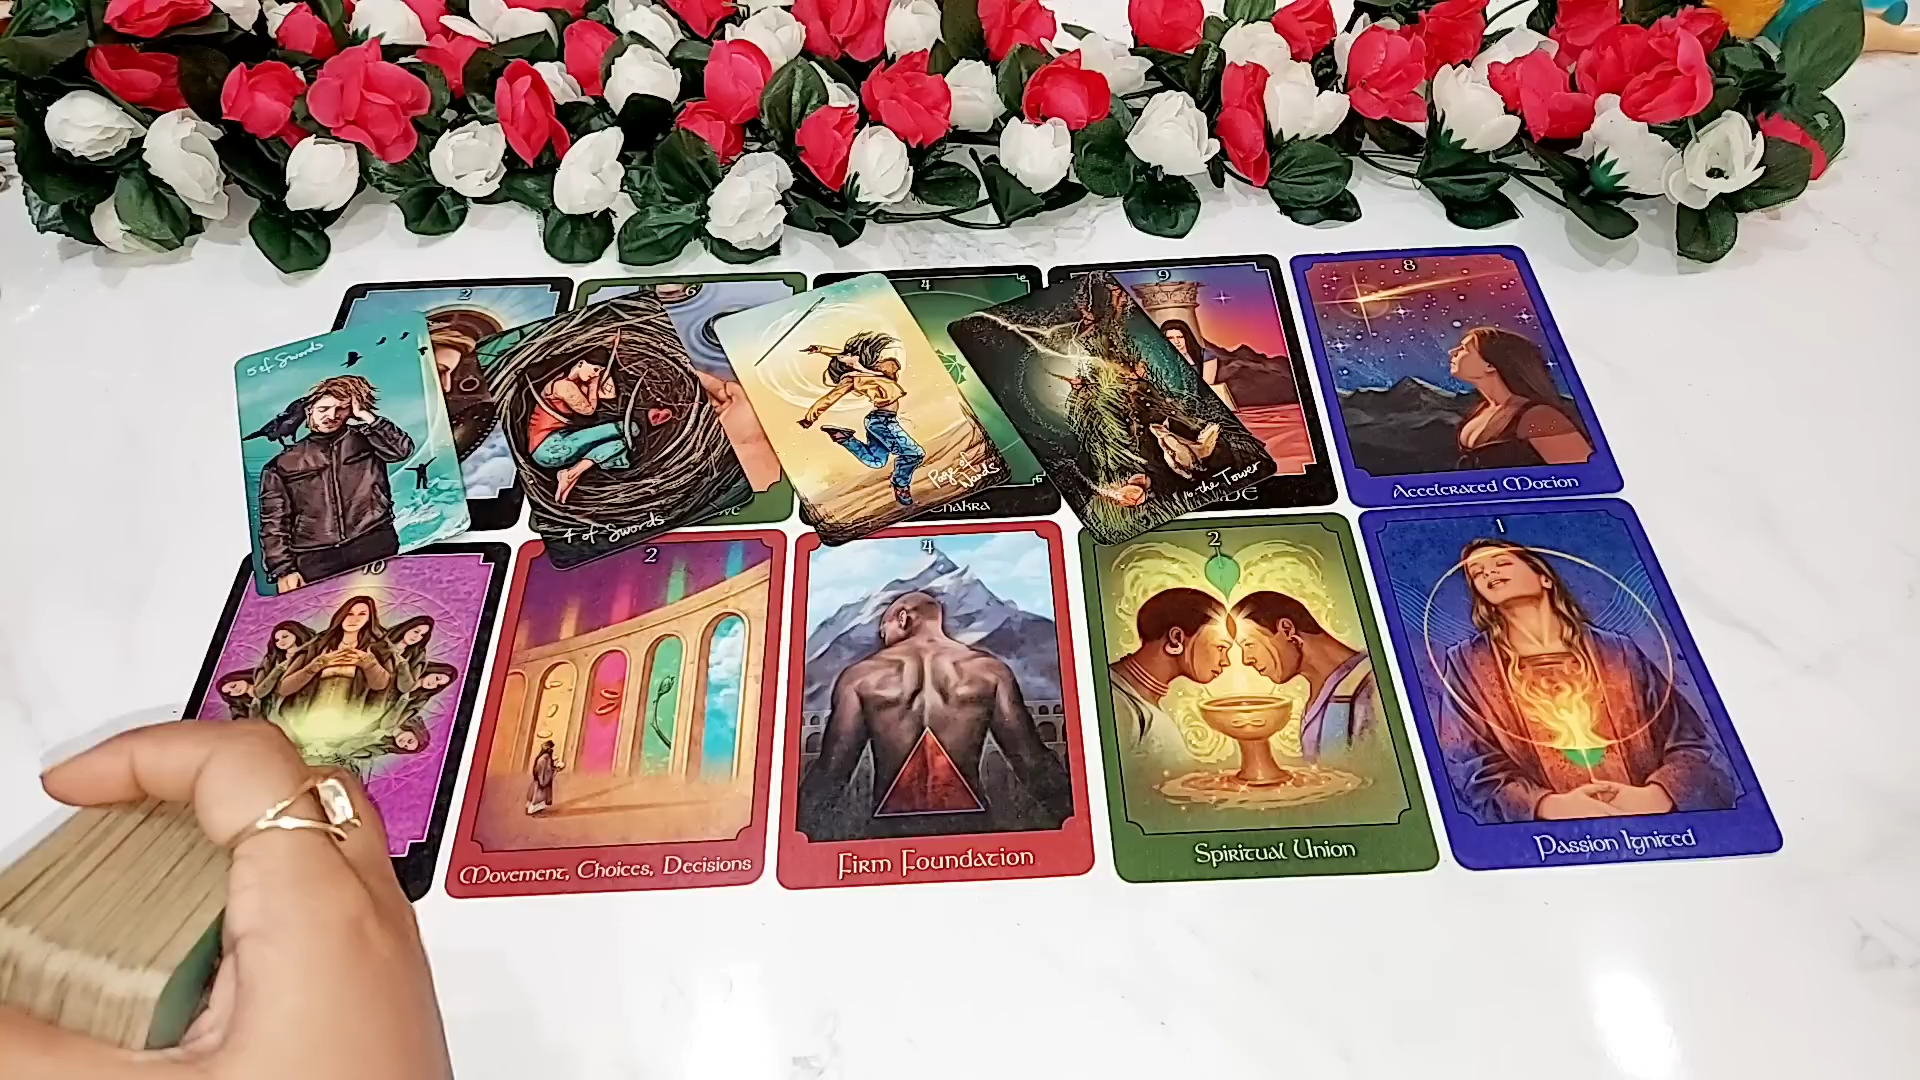 2
6
4
9
8
5 of Swords
4 of Swords
Page of
Wands
16. the Tower
Chakra
Accelerated Motion
10
2
4
2
1
Movement, Choices, Decisions
Firm Foundation
Spiritual Union
Passion Ignited